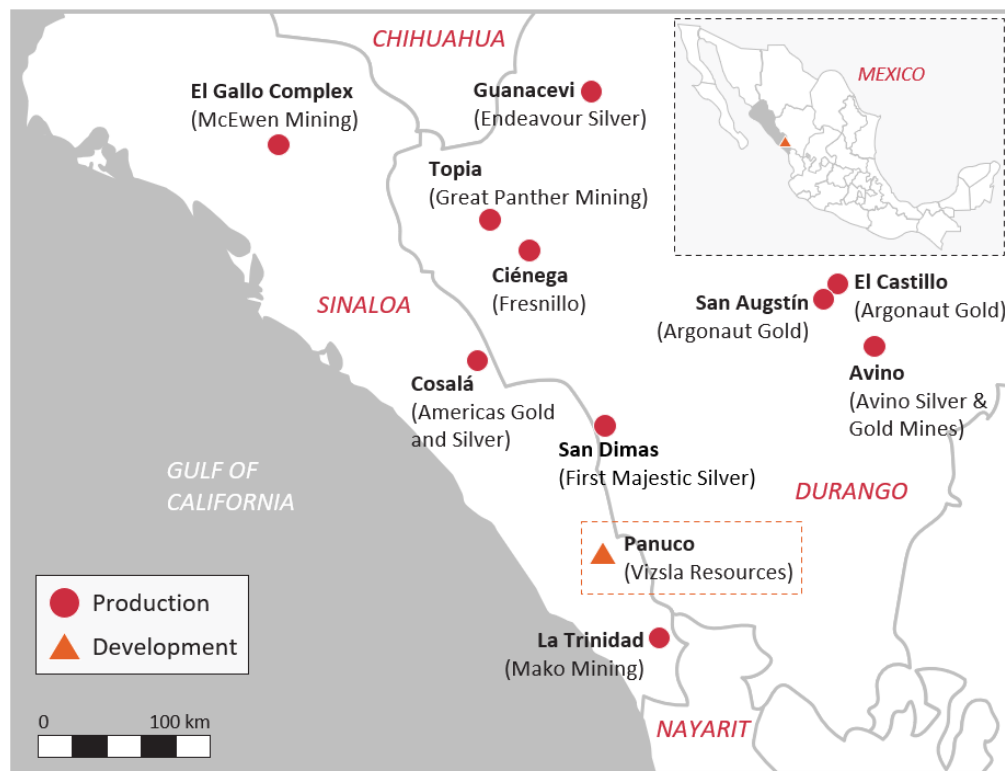 CHIHUAHUA
MEXICO
El Gallo Complex
(McEwen Mining)
Guanacevi
(Endeavour Silver)
Topia
(Great Panther Mining)
Ciénega
(Fresnillo)
SINALOA
El Castillo
(Argonaut Gold)
San Augstín
(Argonaut Gold)
Avino
(Avino Silver &
Gold Mines)
Cosalá
(Americas Gold
and Silver)
San Dimas
(First Majestic Silver)
GULF OF
CALIFORNIA
DURANGO
Panuco
(Vizsla Resources)
Production
Development
La Trinidad
(Mako Mining)
0 100 km
NAYARIT